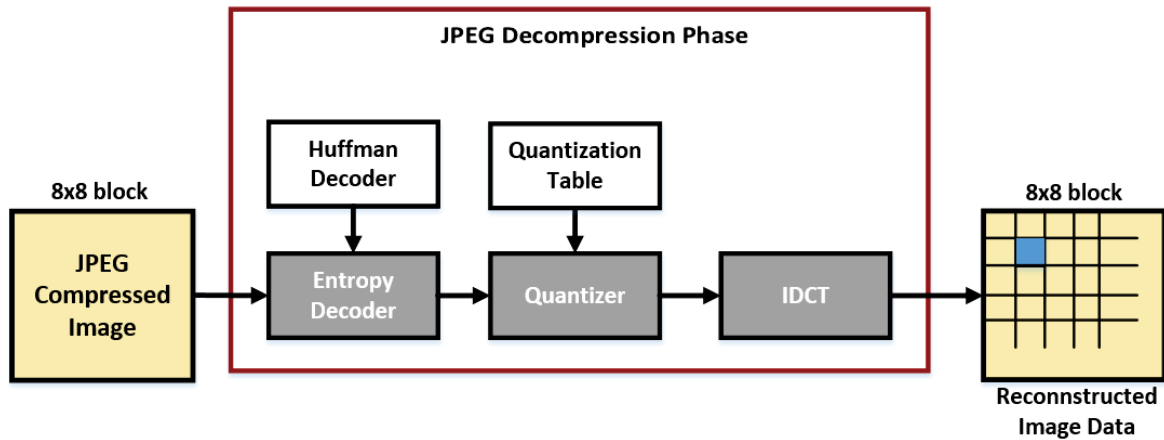 JPEG Decompression Phase
Huffman
Decoder
Quantization
Table
8x8 block
JPEG
Compressed
Image
Entropy
Decoder
Quantizer
IDCT
8x8 block
Reconnstructed
Image Data